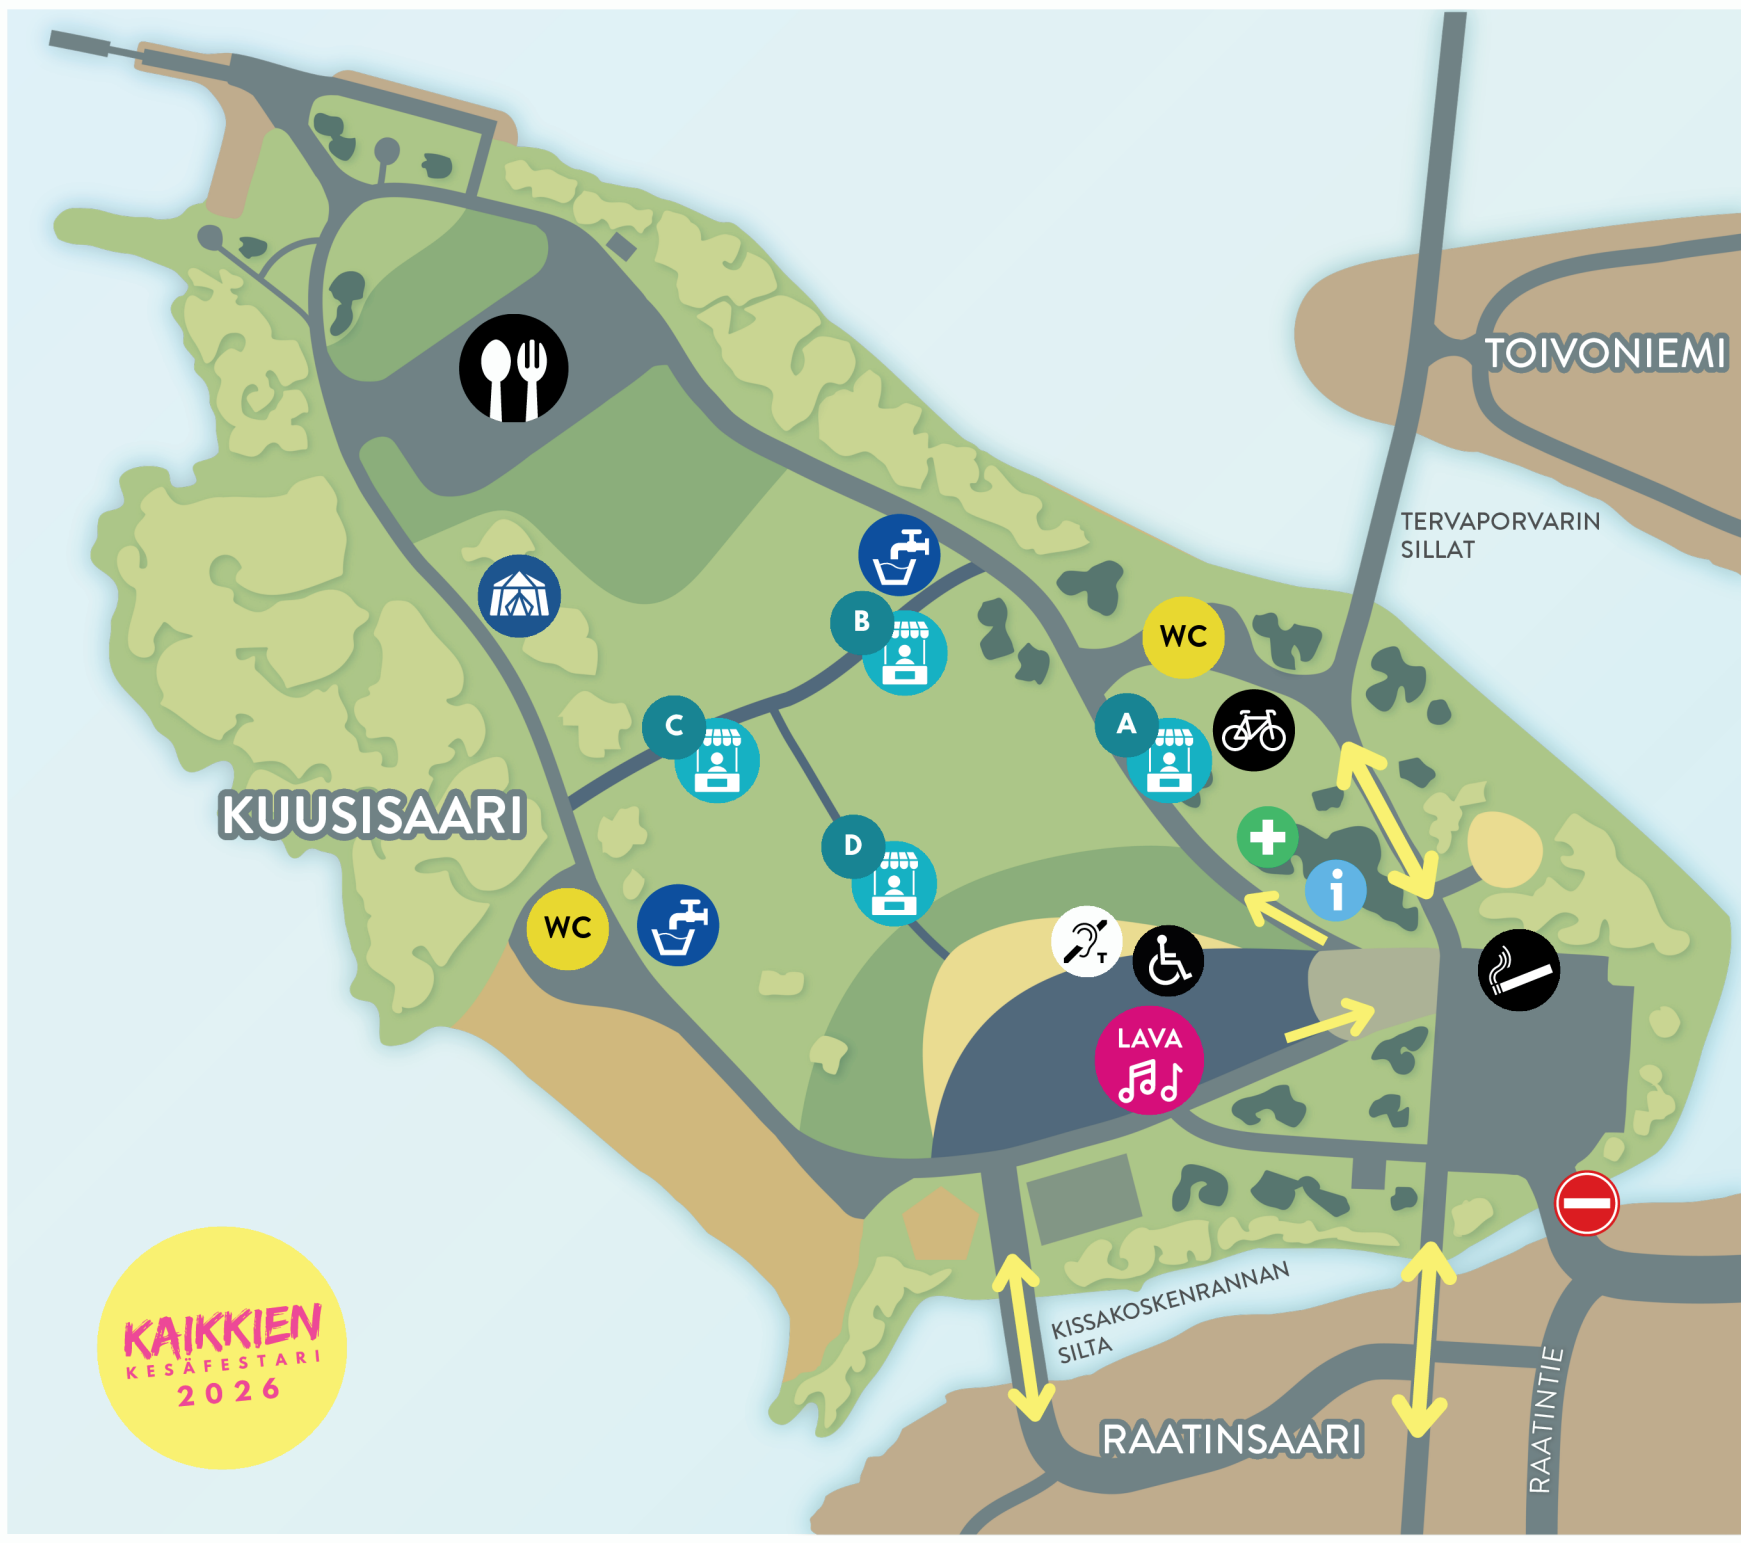 TOIVONIEMI
TERVAPORVARIN
SILLAT
B
WC
C
A
KUUSISAARI
D
WC
T
LAVA
KISSAKOSKENRANNAN
SILTA
KAIKKIEN
KESÄFESTARI
2026
RAATINSAARI
RAATINTIE